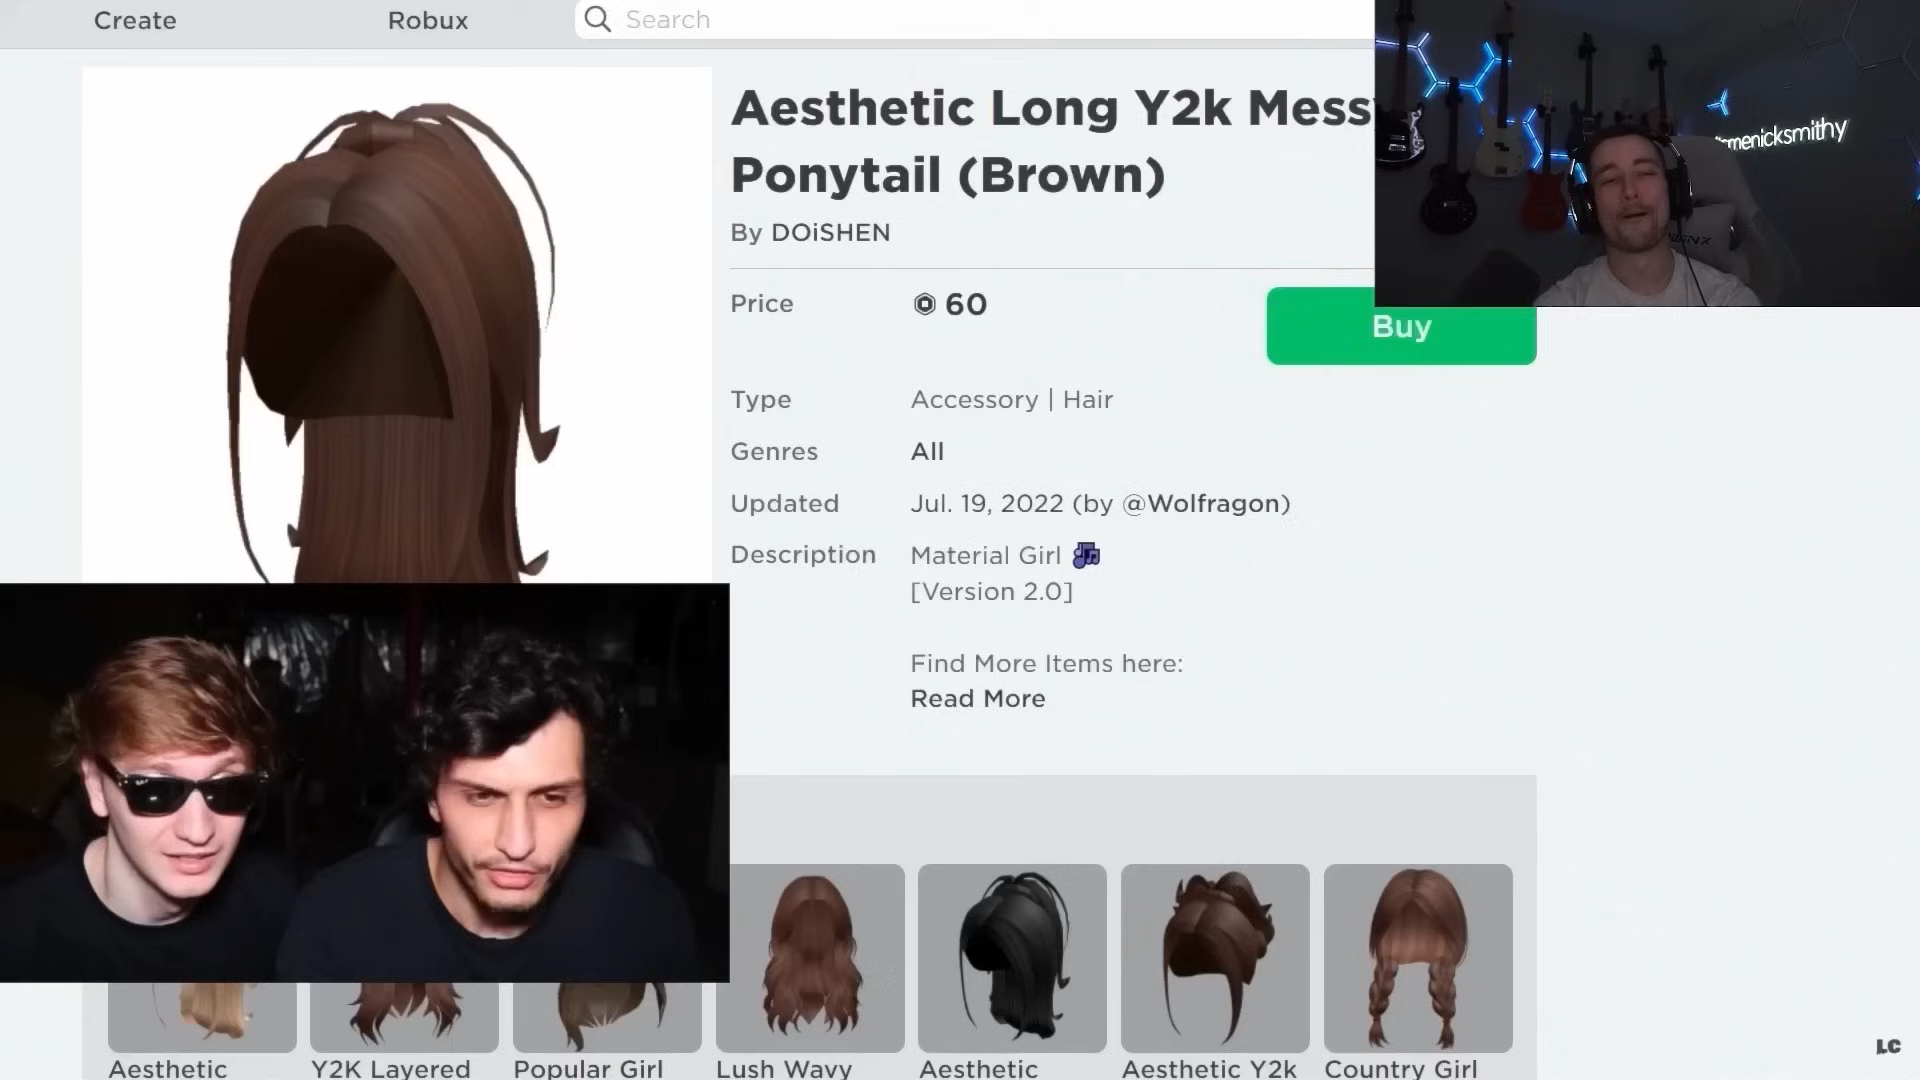 Create
Robux
Search
Aesthetic Long Y2k Mess
Ponytail (Brown)
By DOiSHEN
Price
60
Buy
Type
Accessory | Hair
Genres
All
Updated
Jul. 19, 2022 (by @Wolfragon)
Description
Material Girl
[Version 2.0]
Find More Items here:
Read More
Aesthetic
Y2K Layered
Popular Girl
Lush Wavy
Aesthetic
Aesthetic Y2k
Country Girl
LC